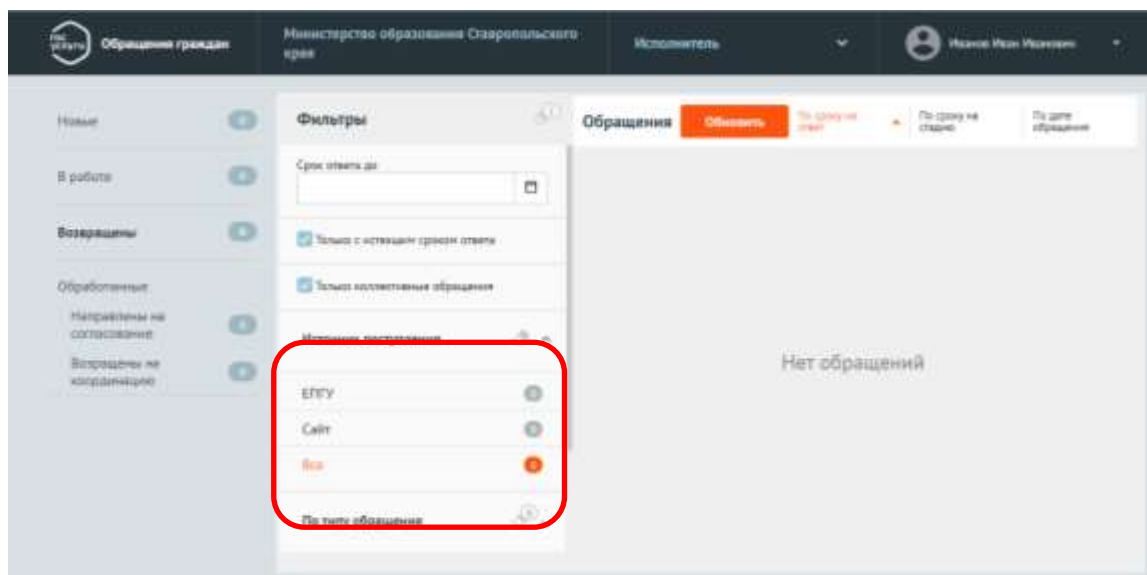 гос
услуги
Обращения граждан
Министерство образования Ставропольского
края
Исполнитель
Иванов Иван Иванович
Новые
В работе
Возвращены
Обработанные
Направлены на
согласование
Возвращены на
координацию
Фильтры
Срок ответа до
Только с истекшим сроком ответа
Только коллективные обращения
Источник поступления
ЕПГУ
Сайт
Все
По типу обращения
Обращения
Обновить
По сроку на
ответ
По сроку на
стадию
По дате
обращения
Нет обращений